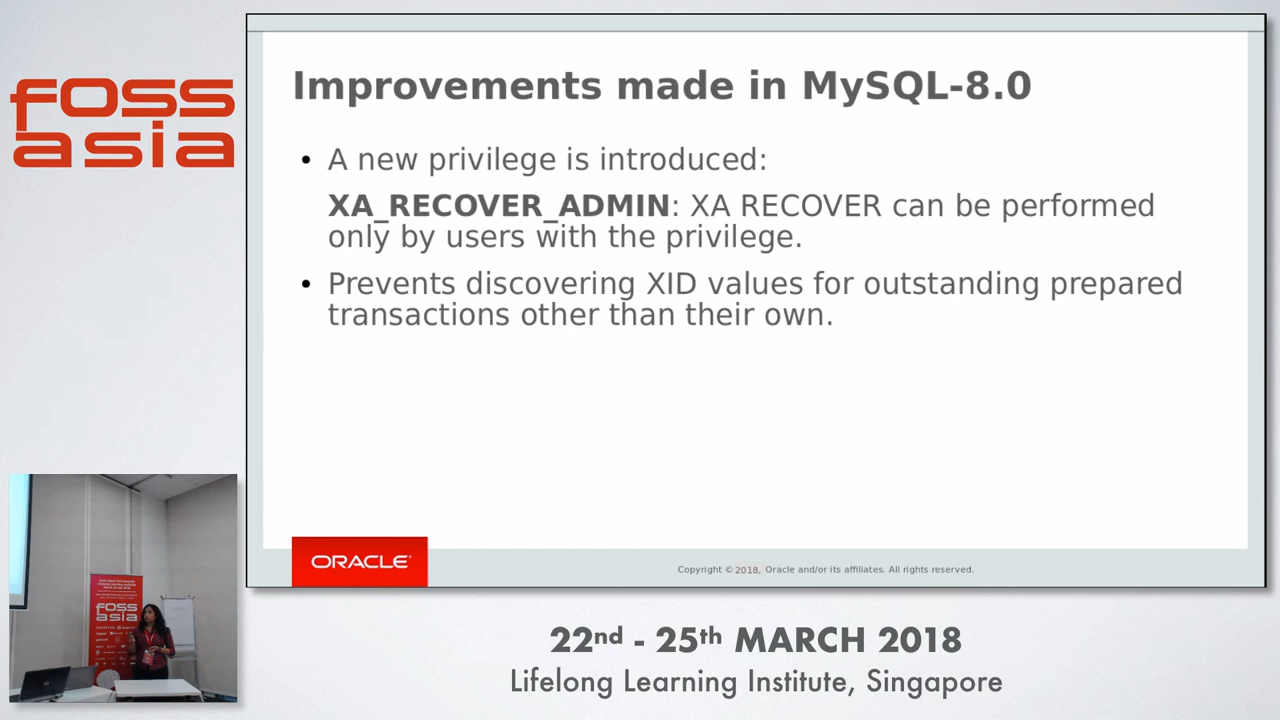 foss
asia
Improvements made in MySQL-8.0
• A new privilege is introduced:
XA_RECOVER_ADMIN: XA RECOVER can be performed
only by users with the privilege.
• Prevents discovering XID values for outstanding prepared
transactions other than their own.
ORACLE®
Copyright © 2018, Oracle and/or its affiliates. All rights reserved.
FOSS
ASIA
22nd - 25th MARCH 2018
Lifelong Learning Institute, Singapore